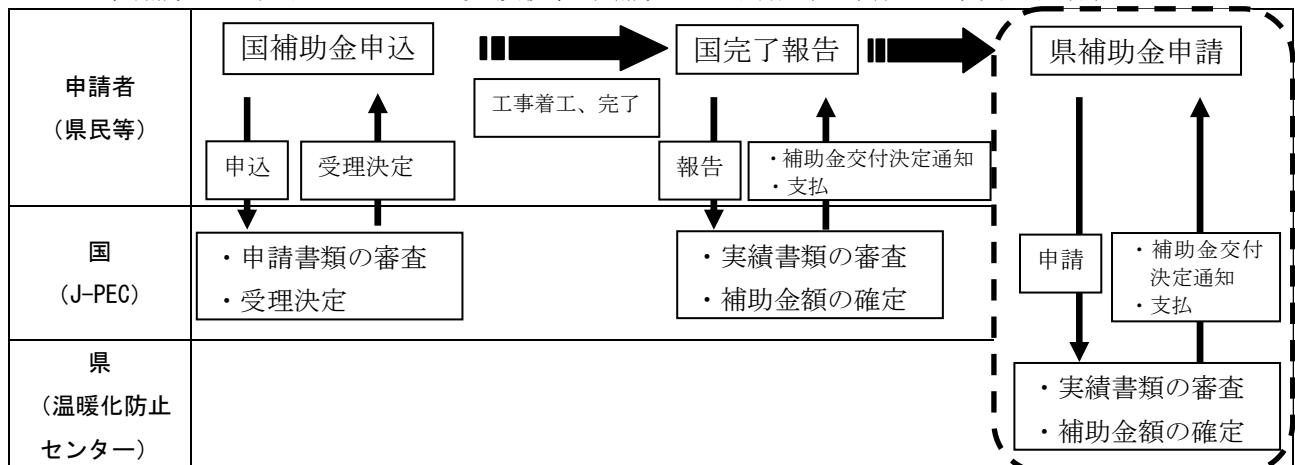 申請者
（県民等）
国補助金申込
国完了報告
県補助金申請
工事着工、完了
申込
受理決定
報告
・補助金交付決定通知
・支払
国
（J-PEC）
・申請書類の審査
・受理決定
・実績書類の審査
・補助金額の確定
申請
・補助金交付
決定通知
・支払
県
（温暖化防止
センター）
・実績書類の審査
・補助金額の確定